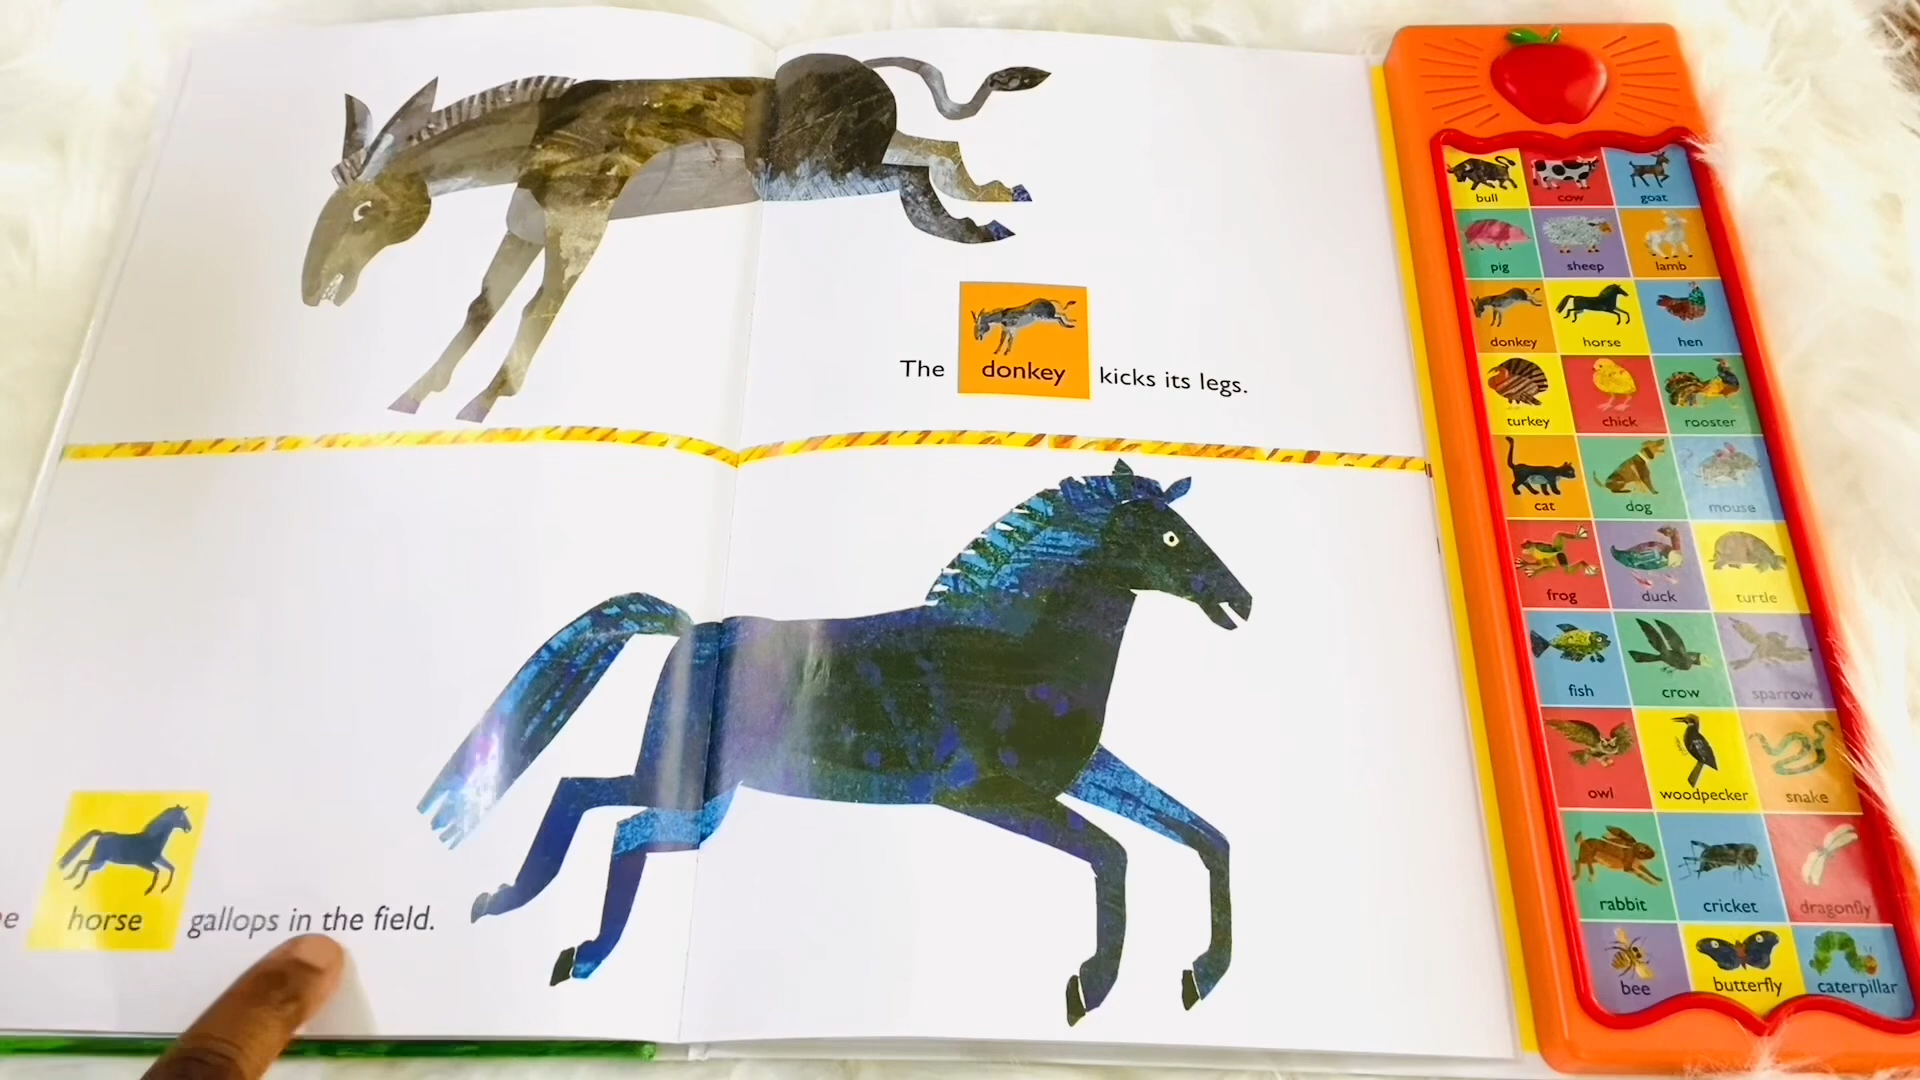 The donkey kicks its legs.
horse gallops in the field.
bull cow goat
pig sheep lamb
donkey horse hen
turkey chick rooster
cat dog mouse
frog duck turtle
fish crow sparrow
owl woodpecker snake
rabbit cricket dragonfly
bee butterfly caterpillar